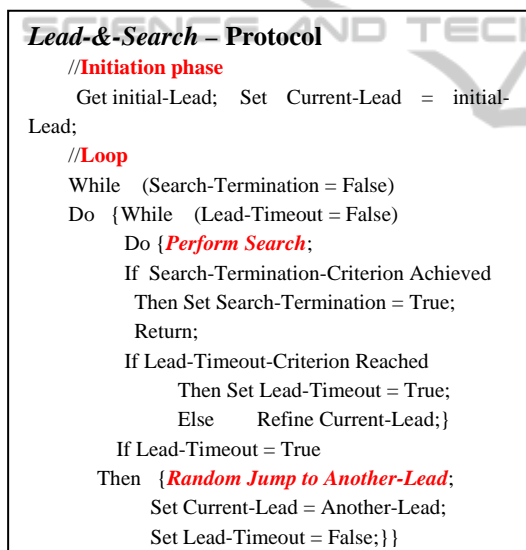 SCIENCE AND TECH
Lead-&-Search – Protocol
//Initiation phase
Get initial-Lead; Set Current-Lead = initial-
Lead;
//Loop
While (Search-Termination = False)
Do {While (Lead-Timeout = False)
Do {Perform Search;
If Search-Termination-Criterion Achieved
Then Set Search-Termination = True;
Return;
If Lead-Timeout-Criterion Reached
Then Set Lead-Timeout = True;
Else Refine Current-Lead;}
If Lead-Timeout = True
Then {Random Jump to Another-Lead;
Set Current-Lead = Another-Lead;
Set Lead-Timeout = False;}}